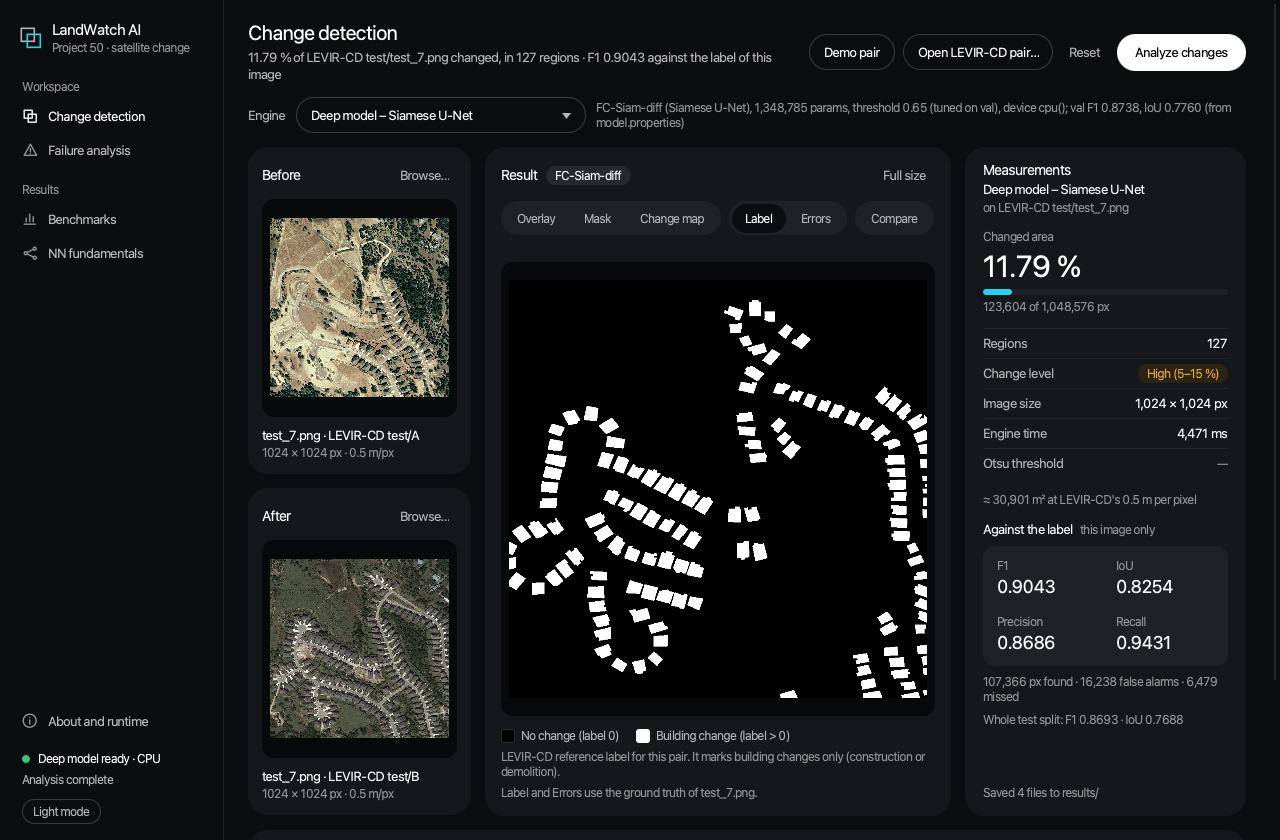 LandWatch AI
Project 50 · satellite change
Workspace
Change detection
Failure analysis
Results
Benchmarks
NN fundamentals
About and runtime
Deep model ready · CPU
Analysis complete
Light mode
Change detection
11.79 % of LEVIR-CD test/test_7.png changed, in 127 regions · F1 0.9043 against the label of this
image
Demo pair
Open LEVIR-CD pair...
Reset
Analyze changes
Engine
Deep model – Siamese U-Net
FC-Siam-diff (Siamese U-Net), 1,348,785 params, threshold 0.65 (tuned on val), device cpu(); val F1 0.8738, IoU 0.7760 (from
model.properties)
Before
Browse...
test_7.png · LEVIR-CD test/A
1024 × 1024 px · 0.5 m/px
After
Browse...
test_7.png · LEVIR-CD test/B
1024 × 1024 px · 0.5 m/px
Result
FC-Siam-diff
Full size
Overlay
Mask
Change map
Label
Errors
Compare
No change (label 0)
Building change (label > 0)
LEVIR-CD reference label for this pair. It marks building changes only (construction or
demolition).
Label and Errors use the ground truth of test_7.png.
Measurements
Deep model – Siamese U-Net
on LEVIR-CD test/test_7.png
Changed area
11.79 %
123,604 of 1,048,576 px
Regions 127
Change level High (5–15 %)
Image size 1,024 × 1,024 px
Engine time 4,471 ms
Otsu threshold —
≈ 30,901 m² at LEVIR-CD's 0.5 m per pixel
Against the label this image only
F1 IoU
0.9043 0.8254
Precision Recall
0.8686 0.9431
107,366 px found · 16,238 false alarms · 6,479
missed
Whole test split: F1 0.8693 · IoU 0.7688
Saved 4 files to results/